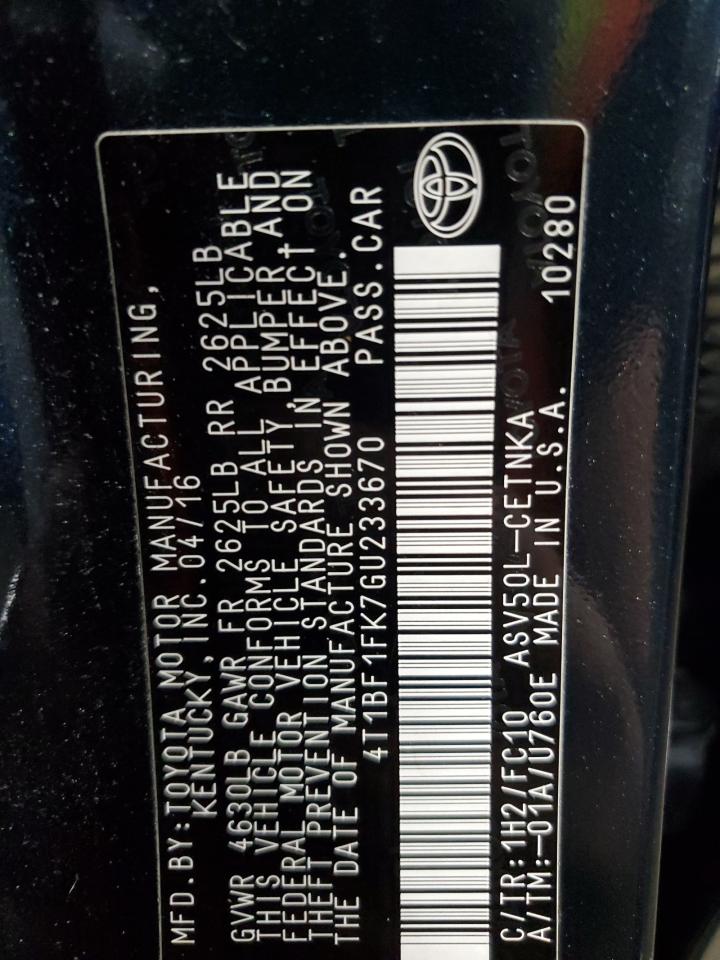 MFD.BY:TOYOTA MOTOR MANUFACTURING,
KENTUCKY, INC.04/16
GVWR 4630LB GAWR FR 2625LB RR 2625LB
THIS VEHICLE CONFORMS TO ALL APPLICABLE
FEDERAL MOTOR VEHICLE SAFETY, BUMPER AND
THEFT PREVENTION STANDARDS IN EFFECT ON
THE DATE OF MANUFACTURE SHOWN ABOVE.
4T1BF1FK7GU233670 PASS.CAR
C/TR:1H2/FC10 ASV50L-CETNKA
A/TM:-01A/U760E MADE IN U.S.A. 10280